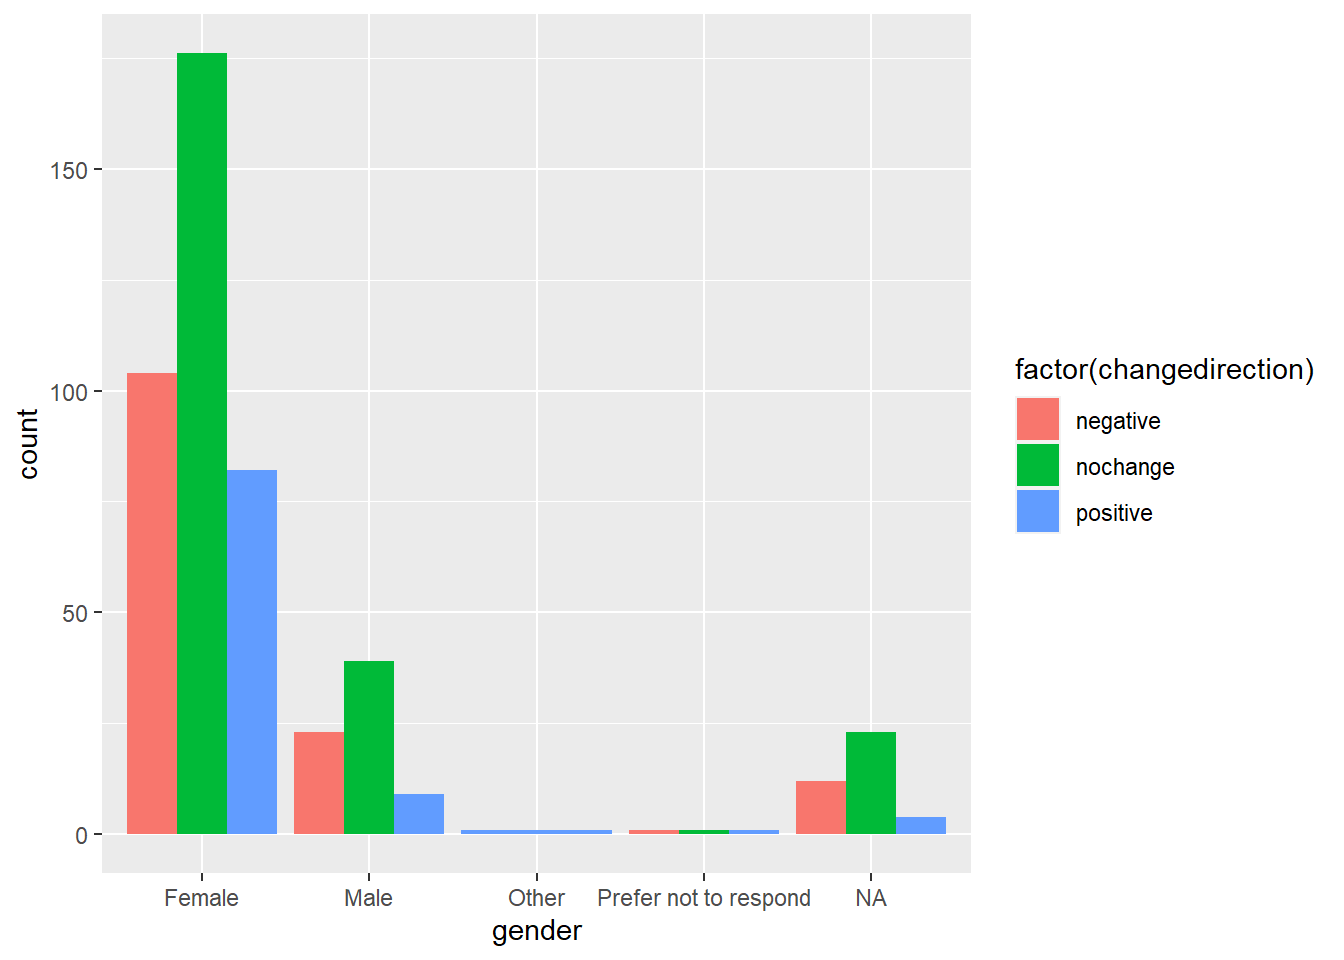 150
100
50
0
count
Female
Male
Other
Prefer not to respond
NA
gender
factor(changedirection)
negative
nochange
positive